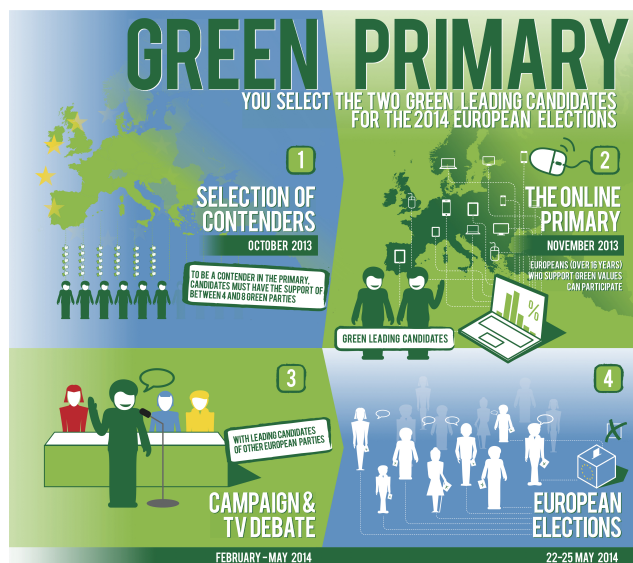 GREEN PRIMARY
YOU SELECT THE TWO GREEN LEADING CANDIDATES
FOR THE 2014 EUROPEAN ELECTIONS
1
SELECTION OF
CONTENDERS
OCTOBER 2013
TO BE A CONTENDER IN THE PRIMARY,
CANDIDATES MUST HAVE THE SUPPORT OF
BETWEEN 4 AND 8 GREEN PARTIES
2
THE ONLINE
PRIMARY
NOVEMBER 2013
EUROPEANS (OVER 16 YEARS)
WHO SUPPORT GREEN VALUES
CAN PARTICIPATE
%
GREEN LEADING CANDIDATES
3
WITH LEADING CANDIDATES
OF OTHER EUROPEAN PARTIES
CAMPAIGN &
TV DEBATE
FEBRUARY - MAY 2014
4
EUROPEAN
ELECTIONS
22-25 MAY 2014